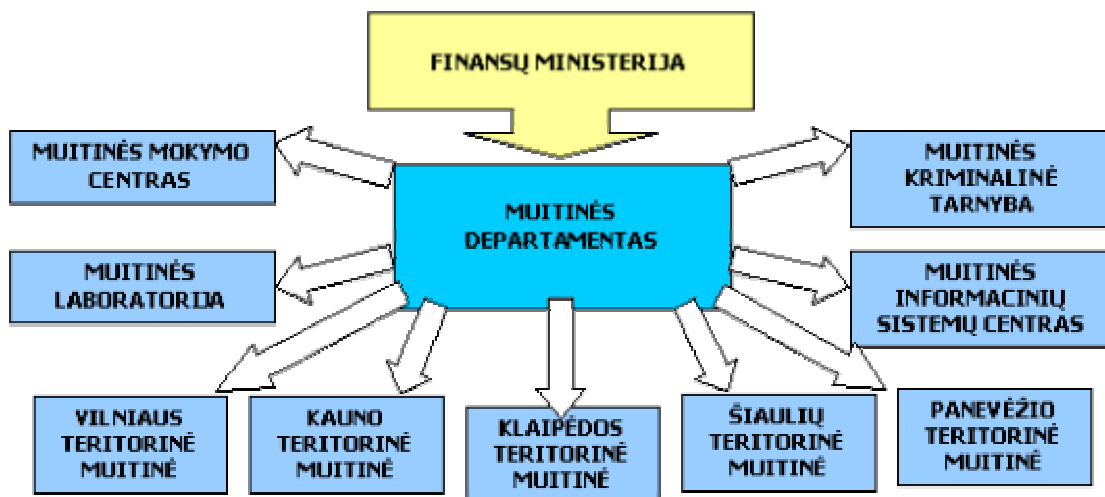 FINANSŲ MINISTERIJA
MUITINĖS MOKYMO
CENTRAS
MUITINĖS
KRIMINALINĖ
TARNYBA
MUITINĖS
DEPARTAMENTAS
MUITINĖS
LABORATORIJA
MUITINĖS
INFORMACINIŲ
SISTEMŲ CENTRAS
VILNIAUS
TERITORINĖ
MUITINĖ
KAUNO
TERITORINĖ
MUITINĖ
KLAIPĖDOS
TERITORINĖ
MUITINĖ
ŠIAULIŲ
TERITORINĖ
MUITINĖ
PANEVĖŽIO
TERITORINĖ
MUITINĖ